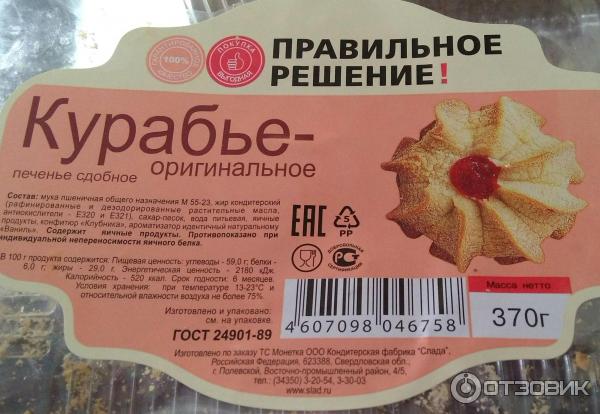 ГАРАНТИРОВАННОЕ
100%
КАЧЕСТВО
ПОКУПКА
ВЫГОДНАЯ
ПРАВИЛЬНОЕ
РЕШЕНИЕ!
Курабье-
оригинальное
печенье сдобное
Состав: мука пшеничная общего назначения М 55-23, жир кондитерский
(рафинированные и дезодорированные растительные масла,
антиокислители - Е320 и Е321), сахар-песок, вода питьевая, яичные
продукты, конфитюр «Клубника», ароматизатор идентичный натуральному
«Ваниль». Содержит яичные продукты. Противопоказано при
индивидуальной непереносимости яичного белка.
В 100 г продукта содержится: Пищевая ценность: углеводы - 59,0 г; белки -
6,0 г; жиры - 29,0 г. Энергетическая ценность - 2180 кДж.
Калорийность - 520 ккал. Срок годности: 6 месяцев.
Условия хранения: при температуре 13-23°С и
относительной влажности воздуха не более 75%.
Изготовлено и упаковано:
см. на упаковке.
ГОСТ 24901-89
ЕАС
5
PP
ДОБРОВОЛЬНАЯ
СЕРТИФИКАЦИЯ
4 607098 046758
Масса нетто
370г
Изготовлено по заказу ТС Монетка ООО Кондитерская фабрика "Слада".
Российская Федерация, 623388, Свердловская обл.,
г. Полевской, Восточно-промышленный район, 4/5,
тел.: (34350) 3-20-54, 3-30-03
www.slad.ru
ОТЗОВИК